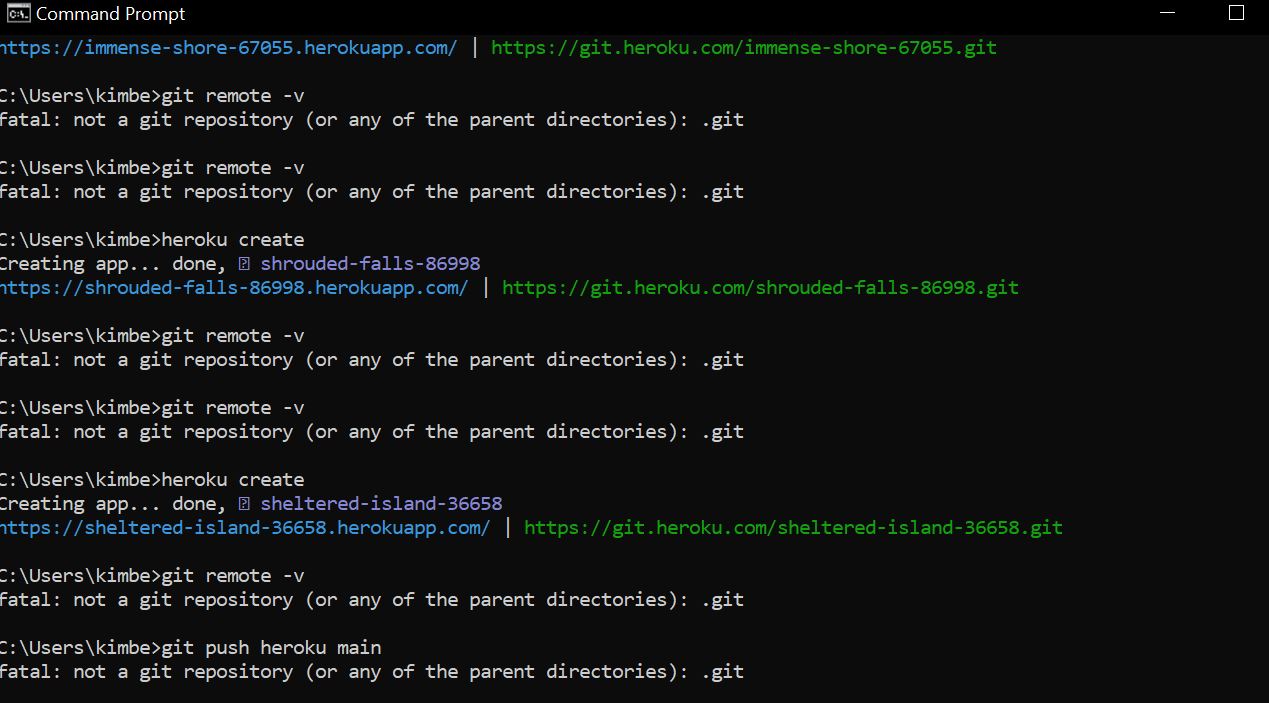 Command Prompt
https://immense-shore-67055.herokuapp.com/ | https://git.heroku.com/immense-shore-67055.git
C:\Users\kimbe>git remote -v
fatal: not a git repository (or any of the parent directories): .git
C:\Users\kimbe>git remote -v
fatal: not a git repository (or any of the parent directories): .git
C:\Users\kimbe>heroku create
Creating app... done, ⍰ shrouded-falls-86998
https://shrouded-falls-86998.herokuapp.com/ | https://git.heroku.com/shrouded-falls-86998.git
C:\Users\kimbe>git remote -v
fatal: not a git repository (or any of the parent directories): .git
C:\Users\kimbe>git remote -v
fatal: not a git repository (or any of the parent directories): .git
C:\Users\kimbe>heroku create
Creating app... done, ⍰ sheltered-island-36658
https://sheltered-island-36658.herokuapp.com/ | https://git.heroku.com/sheltered-island-36658.git
C:\Users\kimbe>git remote -v
fatal: not a git repository (or any of the parent directories): .git
C:\Users\kimbe>git push heroku main
fatal: not a git repository (or any of the parent directories): .git